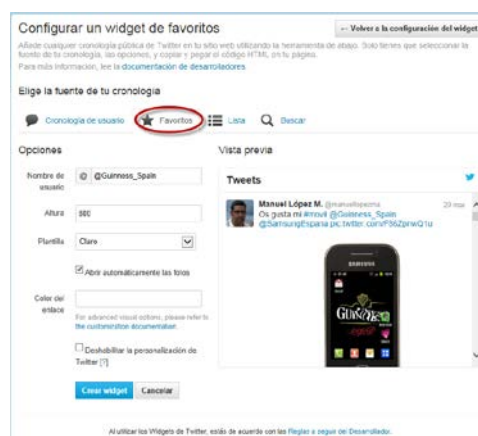 Configurar un widget de favoritos
← Volver a la configuración del widget
Añade cualquier cronología pública de Twitter en tu sitio web utilizando la herramienta de abajo. Solo tienes que seleccionar la
fuente de tu cronología, las opciones, y copiar y pegar el código HTML en tu página.
Para más información, lee la documentación de desarrolladores.
Elige la fuente de tu cronología
Cronología de usuario
Favoritos
Lista
Buscar
Opciones
Vista previa
Nombre de
usuario
@ @Guinness_Spain
Altura
Plantilla
Claro
Abrir automáticamente las fotos
Color del
enlace
For advanced visual options, please refer to
the customization documentation.
Deshabilitar la personalización de
Twitter [?]
Crear widget
Cancelar
Tweets
Manuel López M. @manuellopezma
29 mar
Os gusta mi #movil @Guinness_Spain
@SamsungEspana
SAMSUNG
GUINNESS
Al utilizar los Widgets de Twitter, estás de acuerdo con las Reglas a seguir del Desarrollador.